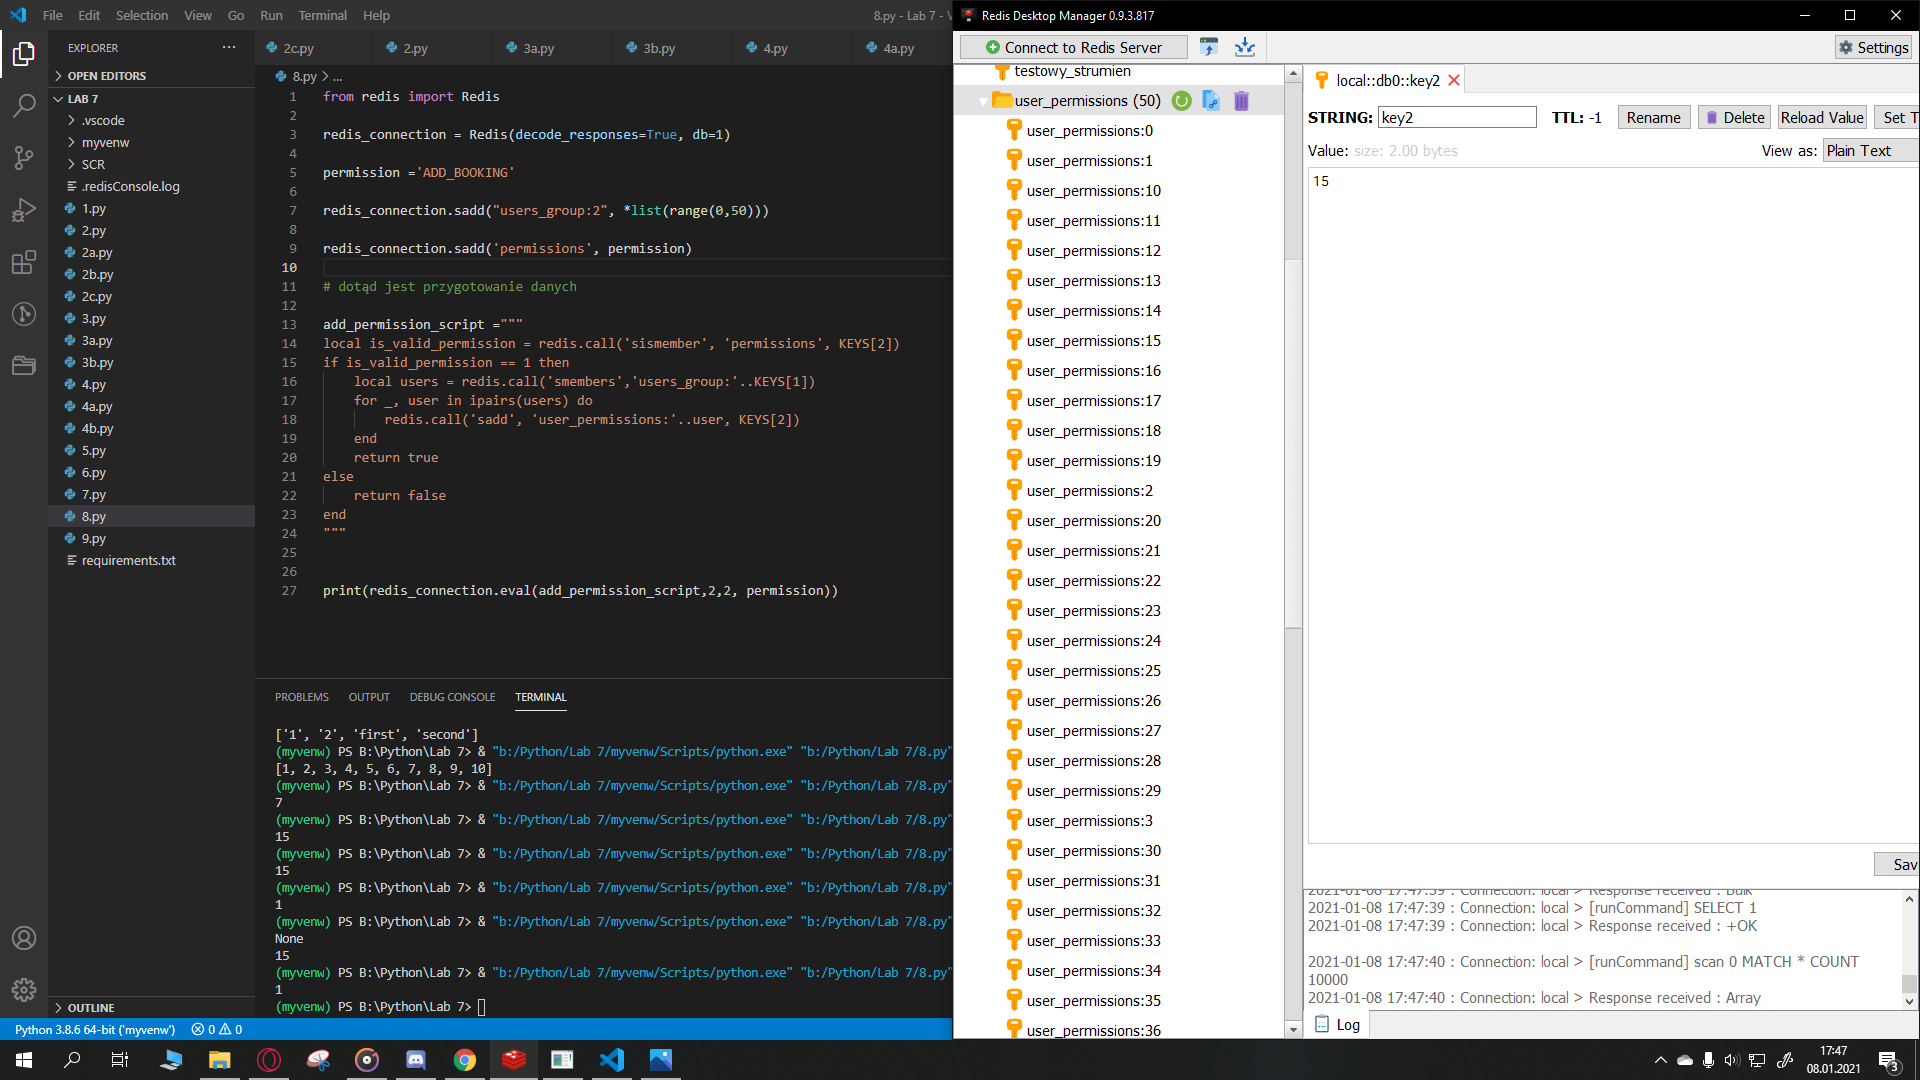 File Edit Selection View Go Run Terminal Help
8.py - Lab 7 - V
EXPLORER
OPEN EDITORS
LAB 7
.vscode
myvenw
SCR
.redisConsole.log
1.py
2.py
2a.py
2b.py
2c.py
3.py
3a.py
3b.py
4.py
4a.py
4b.py
5.py
6.py
7.py
8.py
9.py
requirements.txt
OUTLINE
2c.py 2.py 3a.py 3b.py 4.py 4a.py
8.py > ...
1 from redis import Redis
2
3 redis_connection = Redis(decode_responses=True, db=1)
4
5 permission ='ADD_BOOKING'
6
7 redis_connection.sadd("users_group:2", *list(range(0,50)))
8
9 redis_connection.sadd('permissions', permission)
10
11 # dotąd jest przygotowanie danych
12
13 add_permission_script ="""
14 local is_valid_permission = redis.call('sismember', 'permissions', KEYS[2])
15 if is_valid_permission == 1 then
16 local users = redis.call('smembers','users_group:'..KEYS[1])
17 for _, user in ipairs(users) do
18 redis.call('sadd', 'user_permissions:'..user, KEYS[2])
19 end
20 return true
21 else
22 return false
23 end
24 """
25
26
27 print(redis_connection.eval(add_permission_script,2,2, permission))
PROBLEMS OUTPUT DEBUG CONSOLE TERMINAL
['1', '2', 'first', 'second']
(myvenw) PS B:\Python\Lab 7> & "b:/Python/Lab 7/myvenw/Scripts/python.exe" "b:/Python/Lab 7/8.py"
[1, 2, 3, 4, 5, 6, 7, 8, 9, 10]
(myvenw) PS B:\Python\Lab 7> & "b:/Python/Lab 7/myvenw/Scripts/python.exe" "b:/Python/Lab 7/8.py"
7
(myvenw) PS B:\Python\Lab 7> & "b:/Python/Lab 7/myvenw/Scripts/python.exe" "b:/Python/Lab 7/8.py"
15
(myvenw) PS B:\Python\Lab 7> & "b:/Python/Lab 7/myvenw/Scripts/python.exe" "b:/Python/Lab 7/8.py"
15
(myvenw) PS B:\Python\Lab 7> & "b:/Python/Lab 7/myvenw/Scripts/python.exe" "b:/Python/Lab 7/8.py"
1
(myvenw) PS B:\Python\Lab 7> & "b:/Python/Lab 7/myvenw/Scripts/python.exe" "b:/Python/Lab 7/8.py"
None
15
(myvenw) PS B:\Python\Lab 7> & "b:/Python/Lab 7/myvenw/Scripts/python.exe" "b:/Python/Lab 7/8.py"
1
(myvenw) PS B:\Python\Lab 7>
Python 3.8.6 64-bit ('myvenw') 0 0
Redis Desktop Manager 0.9.3.817
Connect to Redis Server
Settings
testowy_strumien
user_permissions (50)
user_permissions:0
user_permissions:1
user_permissions:10
user_permissions:11
user_permissions:12
user_permissions:13
user_permissions:14
user_permissions:15
user_permissions:16
user_permissions:17
user_permissions:18
user_permissions:19
user_permissions:2
user_permissions:20
user_permissions:21
user_permissions:22
user_permissions:23
user_permissions:24
user_permissions:25
user_permissions:26
user_permissions:27
user_permissions:28
user_permissions:29
user_permissions:3
user_permissions:30
user_permissions:31
user_permissions:32
user_permissions:33
user_permissions:34
user_permissions:35
user_permissions:36
local::db0::key2
STRING: key2 TTL: -1 Rename Delete Reload Value Set T
Value: size: 2.00 bytes View as: Plain Text
15
Sav
2021-01-08 17:47:39 : Connection: local > Response received : Bulk
2021-01-08 17:47:39 : Connection: local > [runCommand] SELECT 1
2021-01-08 17:47:39 : Connection: local > Response received : +OK
2021-01-08 17:47:40 : Connection: local > [runCommand] scan 0 MATCH * COUNT
10000
2021-01-08 17:47:40 : Connection: local > Response received : Array
Log
17:47
08.01.2021
3